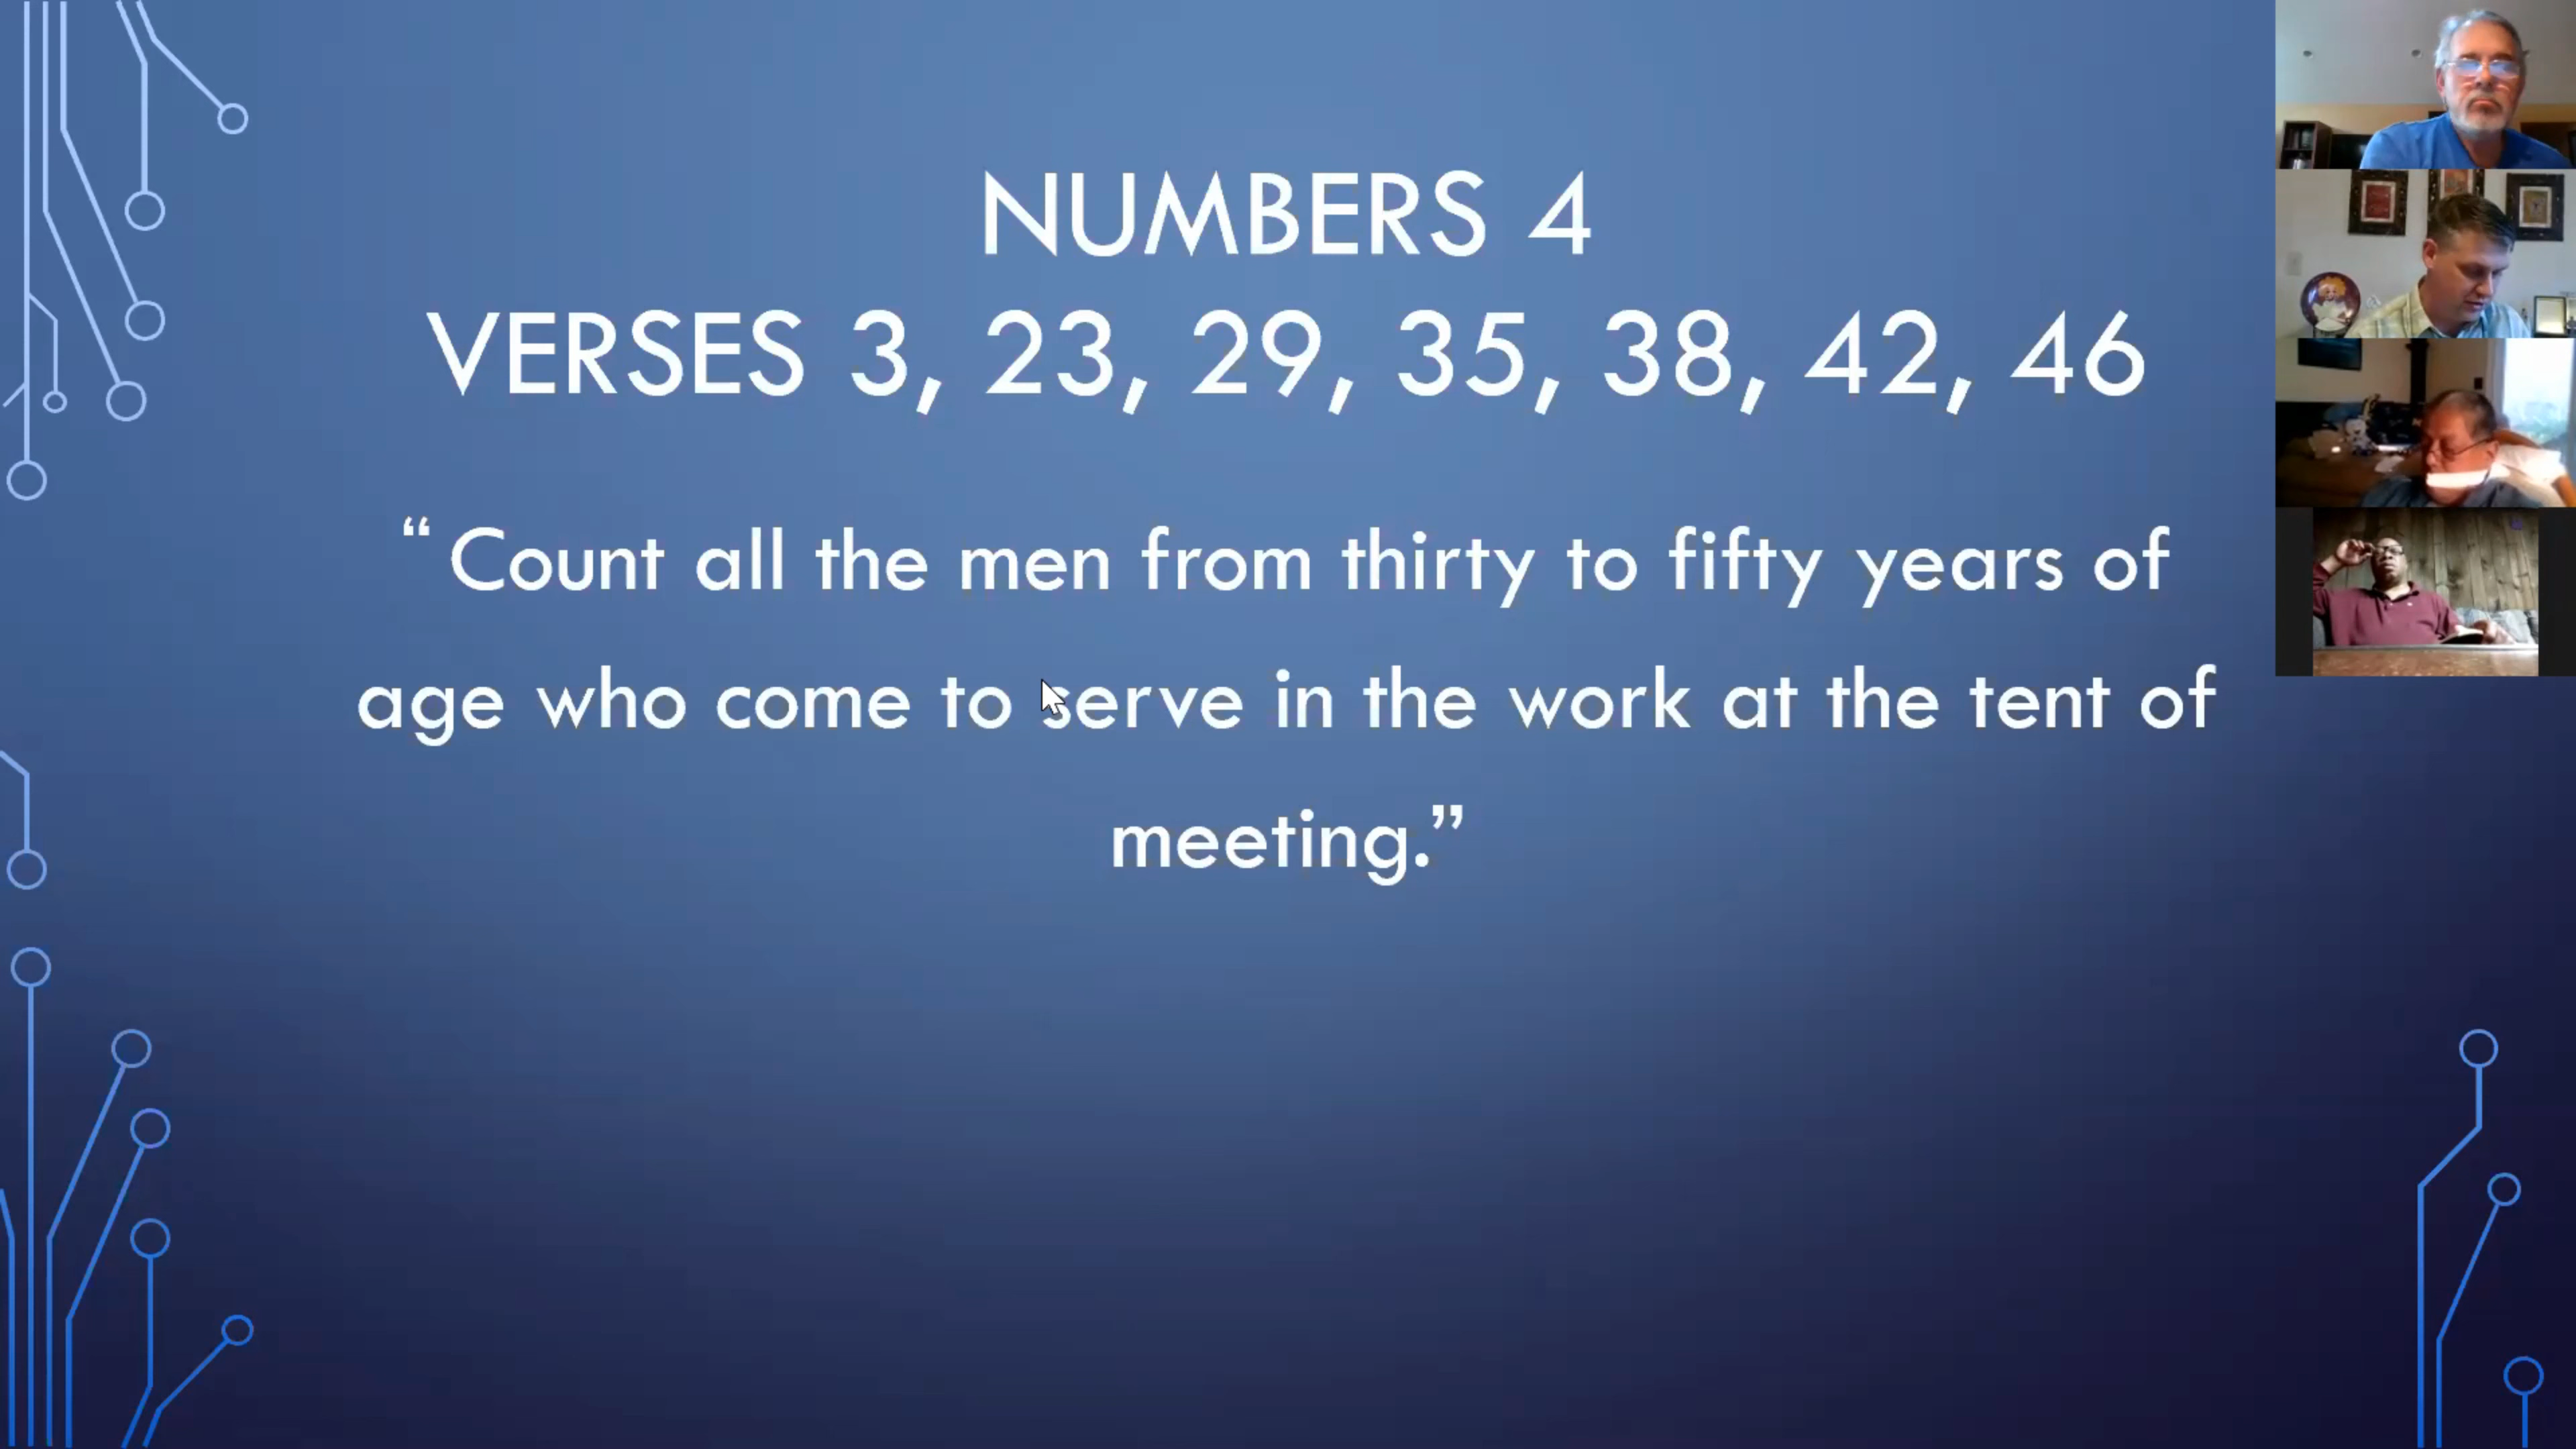 NUMBERS 4
VERSES 3, 23, 29, 35, 38, 42, 46
“ Count all the men from thirty to fifty years of
age who come to serve in the work at the tent of
meeting.”